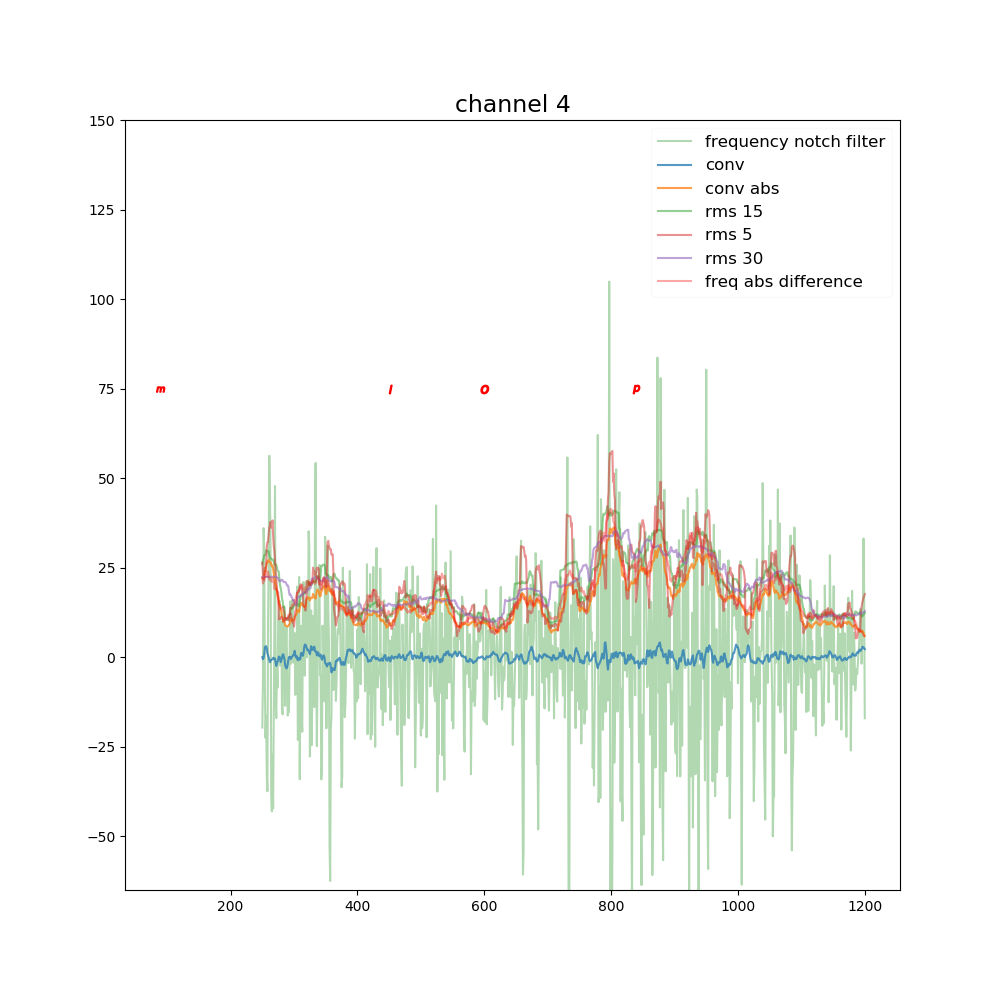 channel 4
150
125
100
75
50
25
0
−25
−50
frequency notch filter
conv
conv abs
rms 15
rms 5
rms 30
freq abs difference
m I O p
200 400 600 800 1000 1200